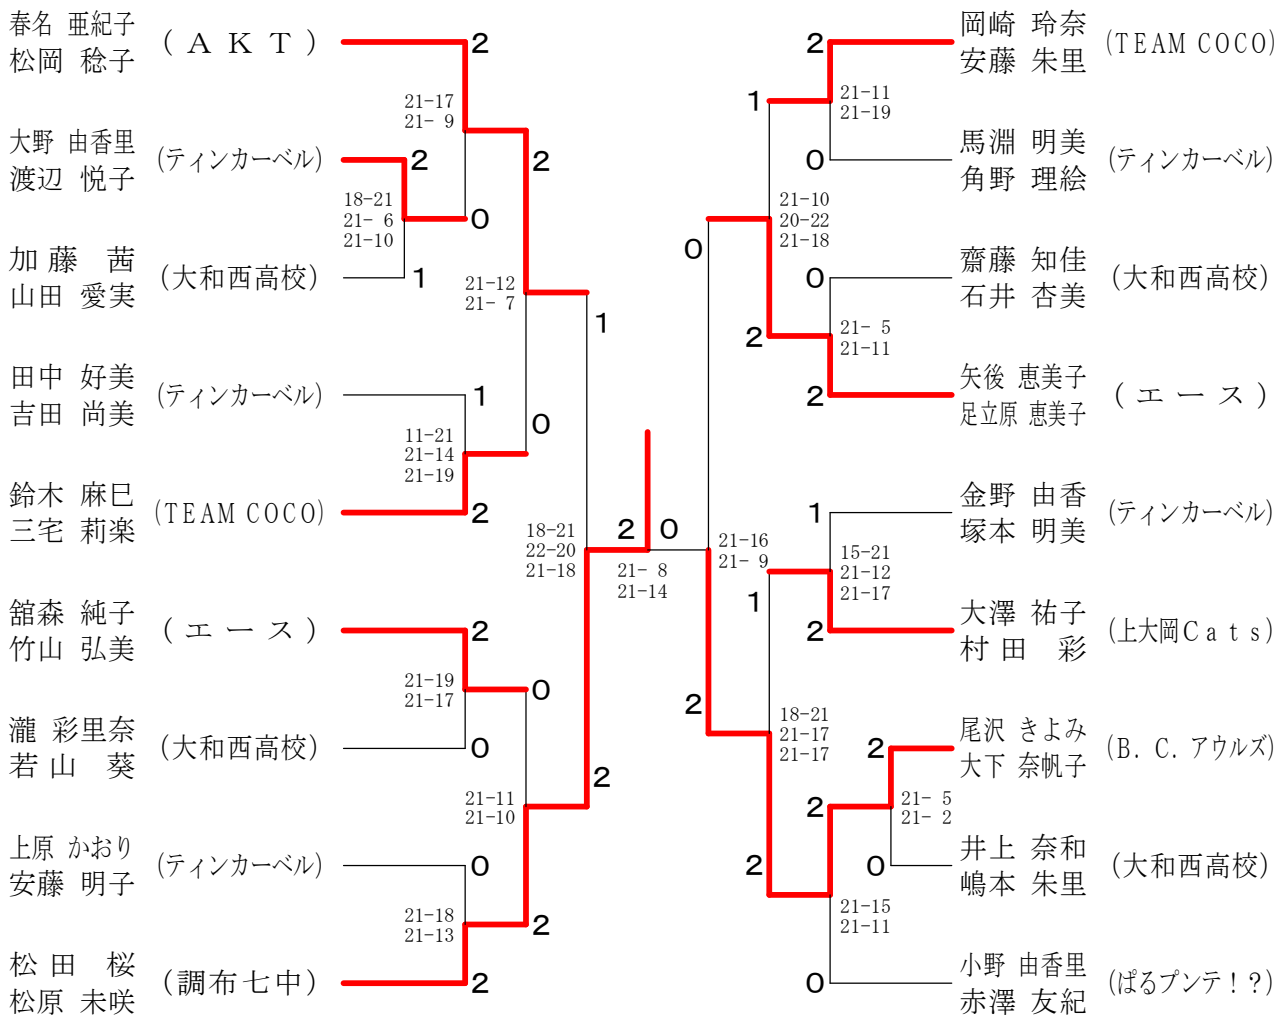 春名 亜紀子
松岡 稔子
(ＡＫＴ)
2
21-17
21- 9
大野 由香里
渡辺 悦子
(ティンカーベル)
2
18-21
21- 6
21-10
0
2
加藤 茜
山田 愛実
(大和西高校)
1
21-12
21- 7
1
田中 好美
吉田 尚美
(ティンカーベル)
1
11-21
21-14
21-19
0
鈴木 麻巳
三宅 莉楽
(TEAM COCO)
2
18-21
22-20
21-18
舘森 純子
竹山 弘美
(エース)
2
21-19
21-17
0
瀧 彩里奈
若山 葵
(大和西高校)
0
21-11
21-10
2
上原 かおり
安藤 明子
(ティンカーベル)
0
21-18
21-13
2
松田 桜
松原 未咲
(調布七中)
2
2 0
21- 8
21-14
2
岡崎 玲奈
安藤 朱里
(TEAM COCO)
1
21-11
21-19
0
馬淵 明美
角野 理絵
(ティンカーベル)
21-10
20-22
21-18
0
0
齋藤 知佳
石井 杏美
(大和西高校)
2
21- 5
21-11
2
矢後 恵美子
足立原 恵美子
(エース)
1
金野 由香
塚本 明美
(ティンカーベル)
21-16
21- 9
15-21
21-12
21-17
1
2
大澤 祐子
村田 彩
(上大岡Cats)
2
18-21
21-17
21-17
2
尾沢 きよみ
大下 奈帆子
(B. C. アウルズ)
2
21- 5
21- 2
0
井上 奈和
嶋本 朱里
(大和西高校)
2
21-15
21-11
0
小野 由香里
赤澤 友紀
(ぱるプンテ！?)